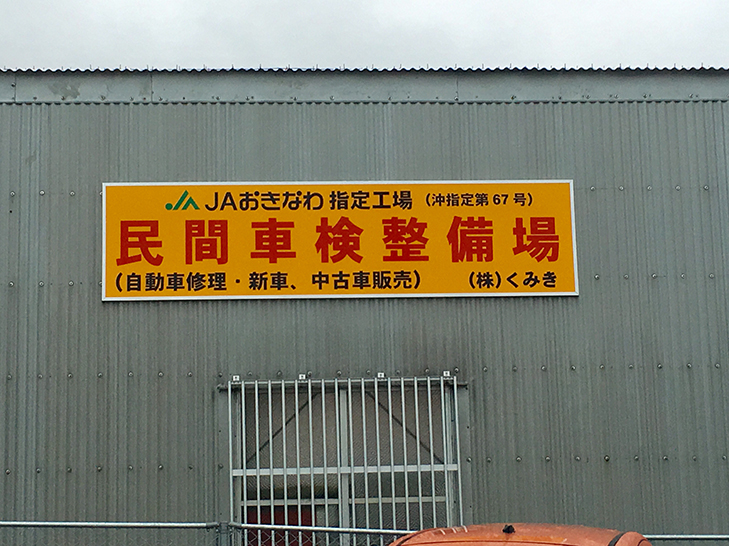 JAおきなわ 指定工場 (沖指定第67号)
民間車検整備場
(自動車修理・新車、中古車販売) (株)くみき